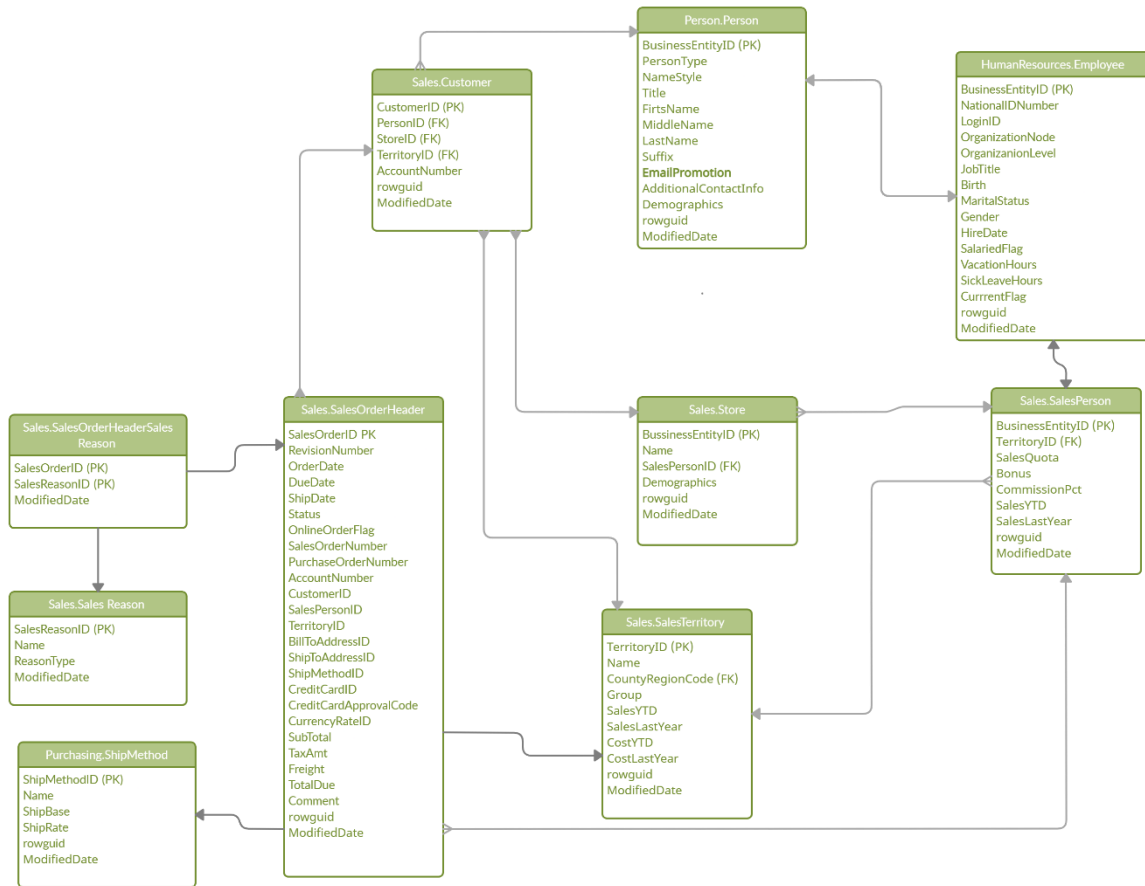 Person.Person
BusinessEntityID (PK)
PersonType
NameStyle
Title
FirtsName
MiddleName
LastName
Suffix
EmailPromotion
AdditionalContactInfo
Demographics
rowguid
ModifiedDate
HumanResources.Employee
BusinessEntityID (PK)
NationalIDNumber
LoginID
OrganizationNode
OrganizanionLevel
JobTitle
Birth
MaritalStatus
Gender
HireDate
SalariedFlag
VacationHours
SickLeaveHours
CurrrentFlag
rowguid
ModifiedDate
Sales.Customer
CustomerID (PK)
PersonID (FK)
StoreID (FK)
TerritoryID (FK)
AccountNumber
rowguid
ModifiedDate
Sales.SalesOrderHeaderSales
Reason
SalesOrderID (PK)
SalesReasonID (PK)
ModifiedDate
Sales.SalesOrderHeader
SalesOrderID PK
RevisionNumber
OrderDate
DueDate
ShipDate
Status
OnlineOrderFlag
SalesOrderNumber
PurchaseOrderNumber
AccountNumber
CustomerID
SalesPersonID
TerritoryID
BillToAddressID
ShipToAddressID
ShipMethodID
CreditCardID
CreditCardApprovalCode
CurrencyRateID
SubTotal
TaxAmt
Freight
TotalDue
Comment
rowguid
ModifiedDate
Sales.Store
BussinessEntityID (PK)
Name
SalesPersonID (FK)
Demographics
rowguid
ModifiedDate
Sales.SalesPerson
BusinessEntityID (PK)
TerritoryID (FK)
SalesQuota
Bonus
CommissionPct
SalesYTD
SalesLastYear
rowguid
ModifiedDate
Sales.Sales Reason
SalesReasonID (PK)
Name
ReasonType
ModifiedDate
Sales.SalesTerritory
TerritoryID (PK)
Name
CountyRegionCode (FK)
Group
SalesYTD
SalesLastYear
CostYTD
CostLastYear
rowguid
ModifiedDate
Purchasing.ShipMethod
ShipMethodID (PK)
Name
ShipBase
ShipRate
rowguid
ModifiedDate